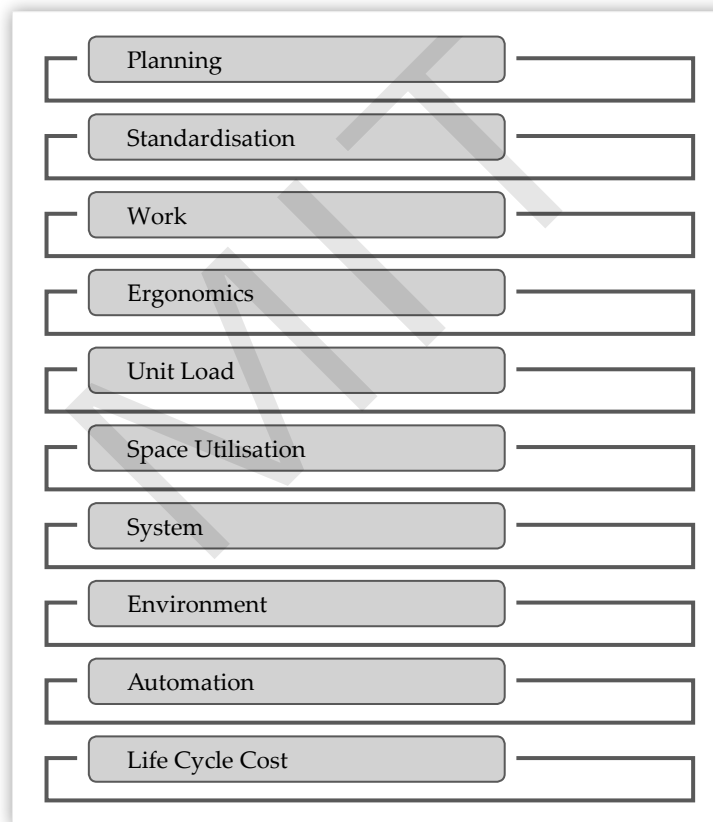 Planning
Standardisation
Work
Ergonomics
Unit Load
Space Utilisation
System
Environment
Automation
Life Cycle Cost
MIT